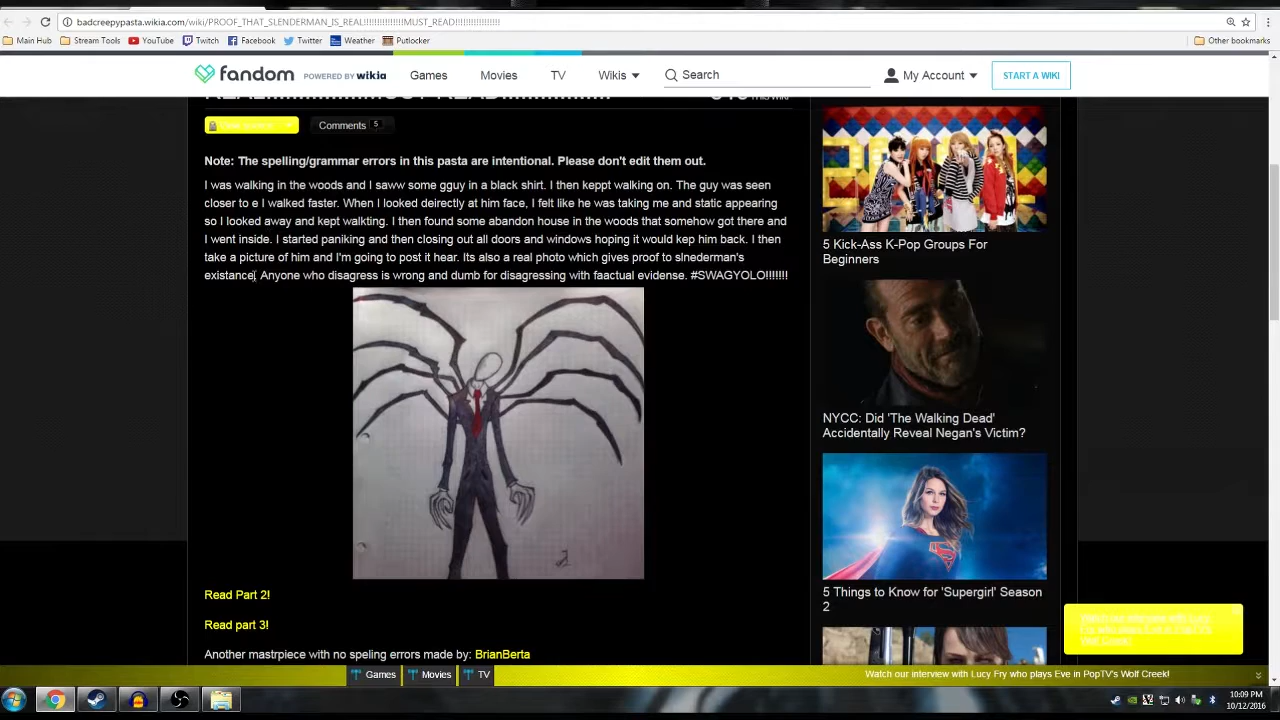 badcreepypasta.wikia.com/wiki/PROOF_THAT_SLENDERMAN_IS_REAL!!!!!!!!!!!!!!!MUST_READ!!!!!!!!!!!!!!!!!
Main Hub Stream Tools YouTube Twitch Facebook Twitter Weather Putlocker Other bookmarks
fandom POWERED BY wikia Games Movies TV Wikis Search My Account START A WIKI
Comments 5
Note: The spelling/grammar errors in this pasta are intentional. Please don't edit them out.
I was walking in the woods and I saww some gguy in a black shirt. I then keppt walking on. The guy was seen
closer to e I walked faster. When I looked deirectly at him face, I felt like he was taking me and static appearing
so I looked away and kept walkting. I then found some abandon house in the woods that somehow got there and
I went inside. I started paniking and then closing out all doors and windows hoping it would kep him back. I then
take a picture of him and I'm going to post it hear. Its also a real photo which gives proof to slnederman's
existance. Anyone who disagress is wrong and dumb for disagressing with faactual evidense. #SWAGYOLO!!!!!!!
Read Part 2!
Read part 3!
Another mastrpiece with no speling errors made by: BrianBerta
5 Kick-Ass K-Pop Groups For
Beginners
NYCC: Did 'The Walking Dead'
Accidentally Reveal Negan's Victim?
5 Things to Know for 'Supergirl' Season
2
Games Movies TV
Watch our interview with Lucy Fry who plays Eve in PopTV's Wolf Creek!
10:09 PM
10/12/2016